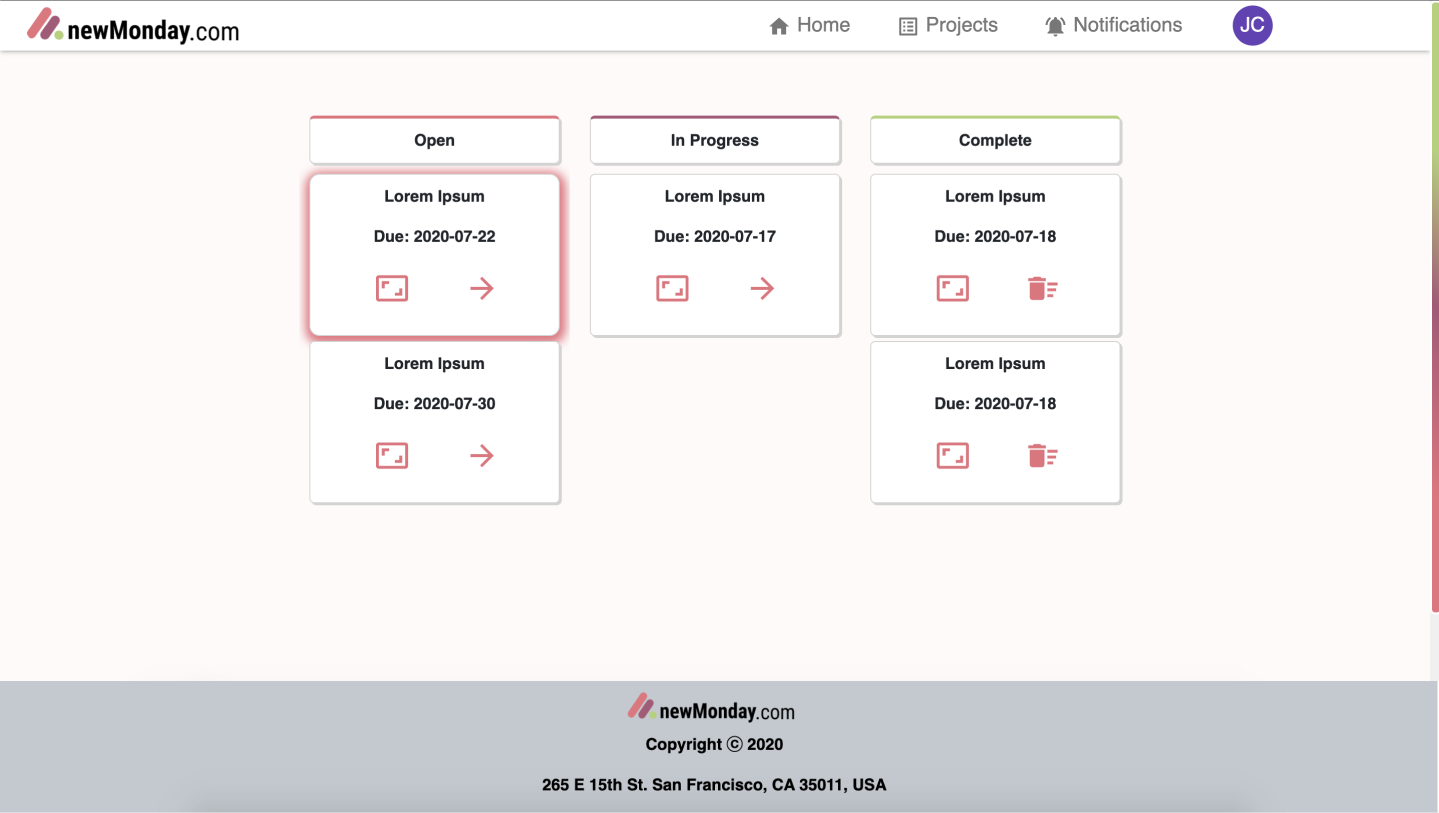 newMonday.com
Home Projects Notifications JC
Open
In Progress
Complete
Lorem Ipsum
Due: 2020-07-22
Lorem Ipsum
Due: 2020-07-30
Lorem Ipsum
Due: 2020-07-17
Lorem Ipsum
Due: 2020-07-18
Lorem Ipsum
Due: 2020-07-18
newMonday.com
Copyright ⓒ 2020
265 E 15th St. San Francisco, CA 35011, USA